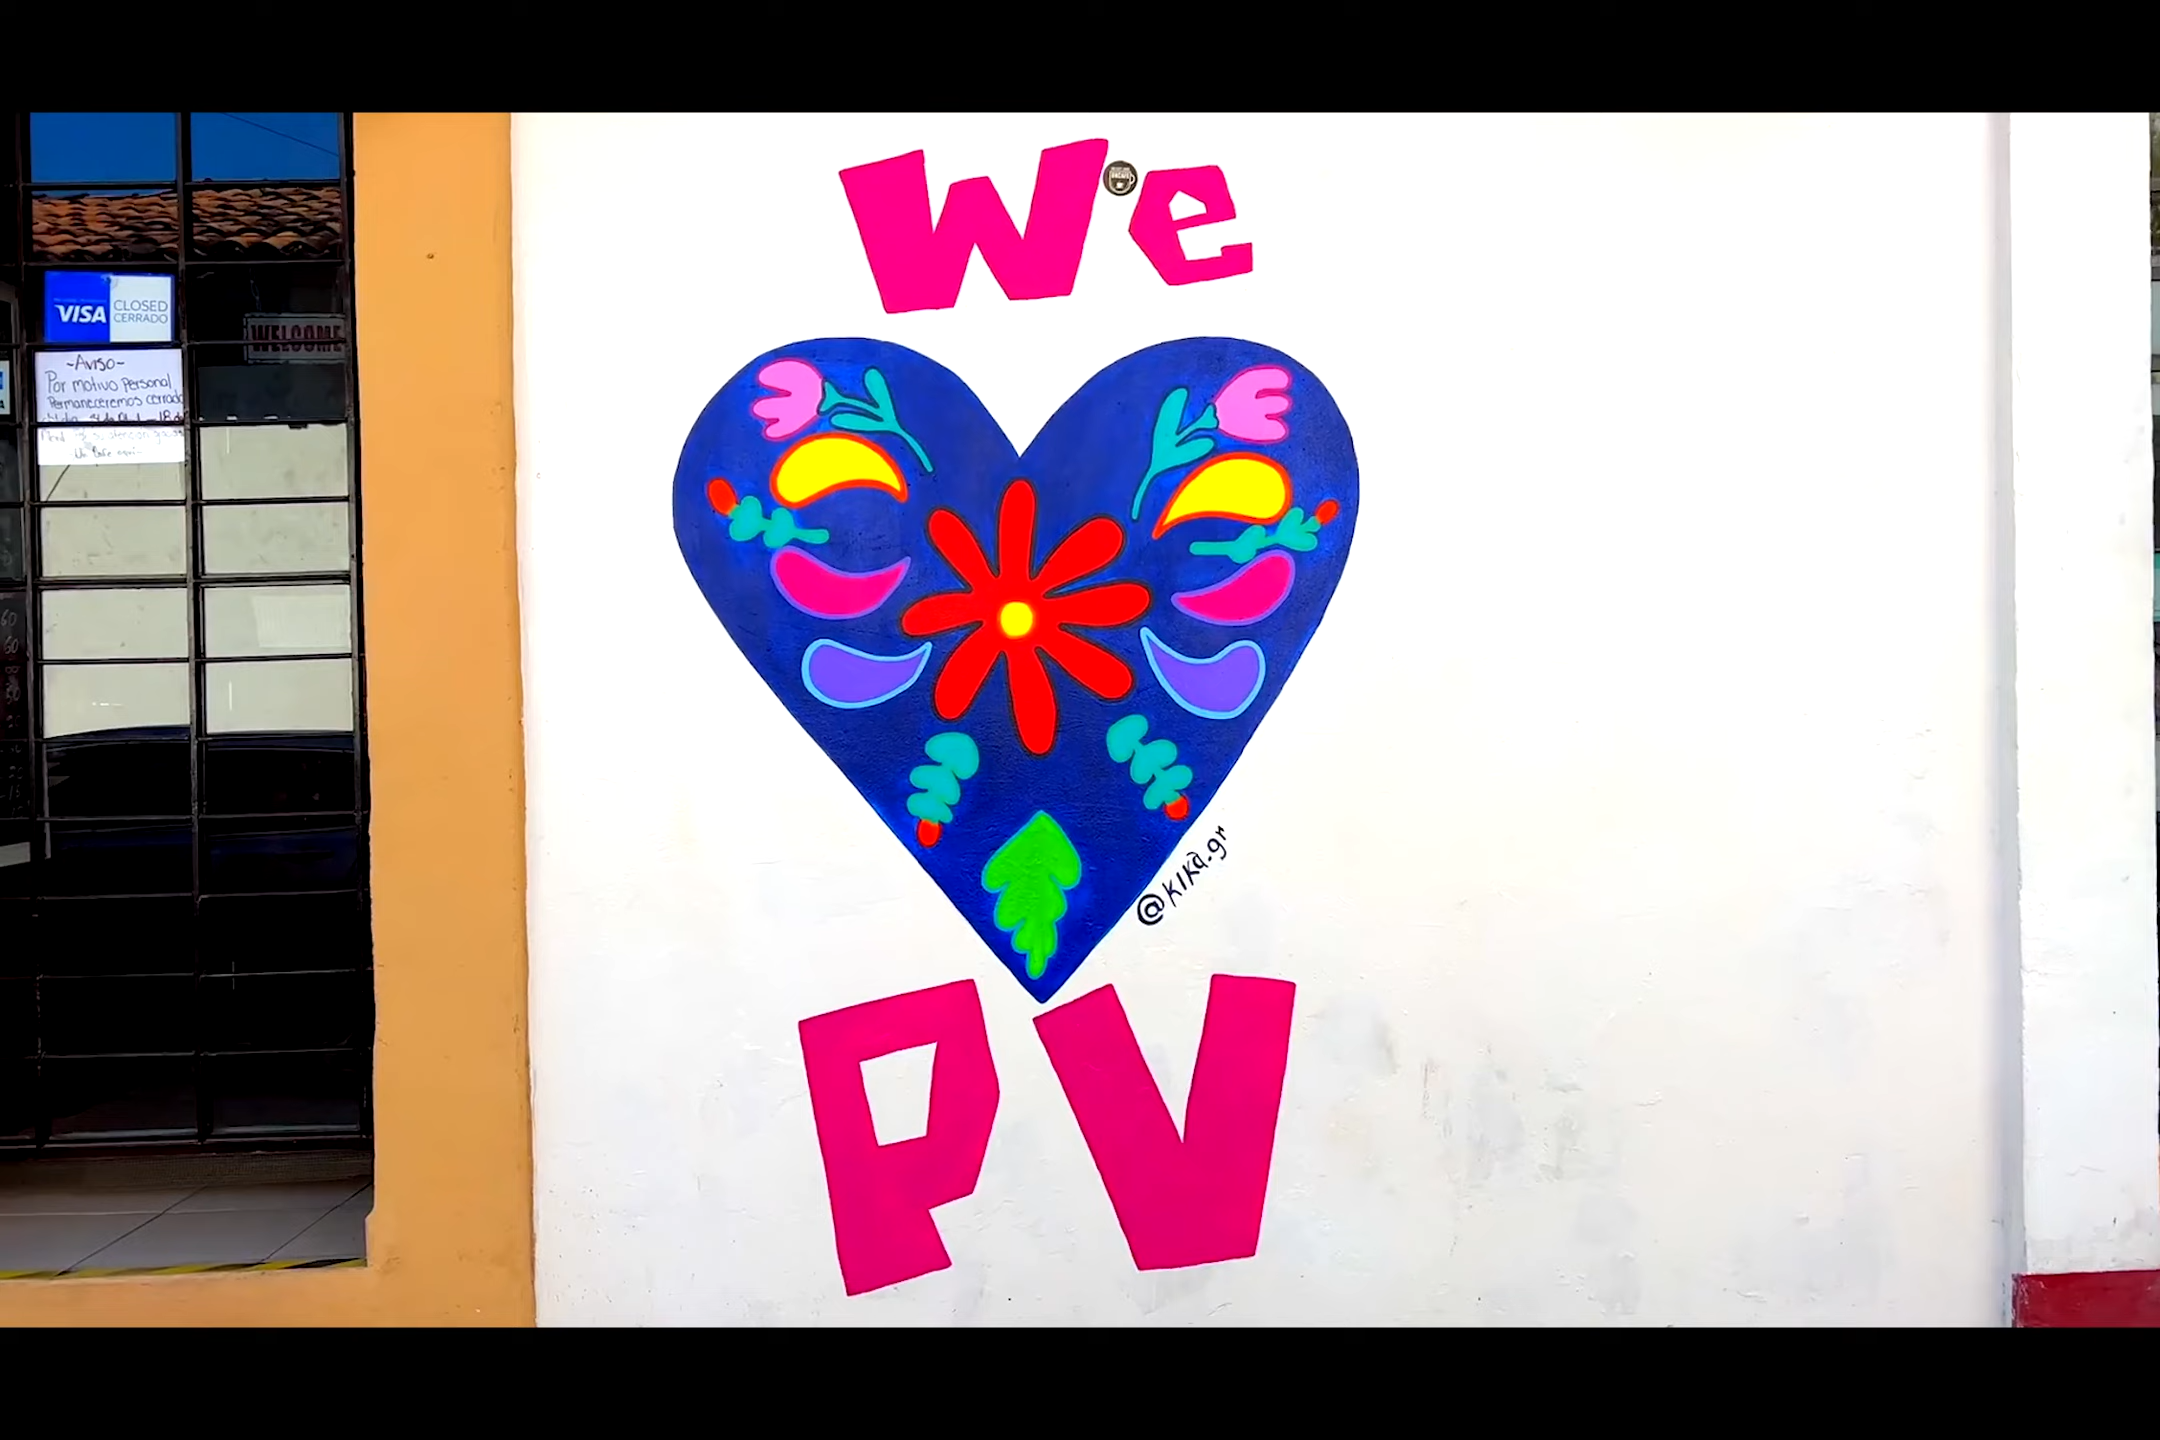 We
PV
@KIKA.gr
VISA
CLOSED
CERRADO
WELCOME
-Aviso-
Por motivo personal
Permaneceremos cerrado